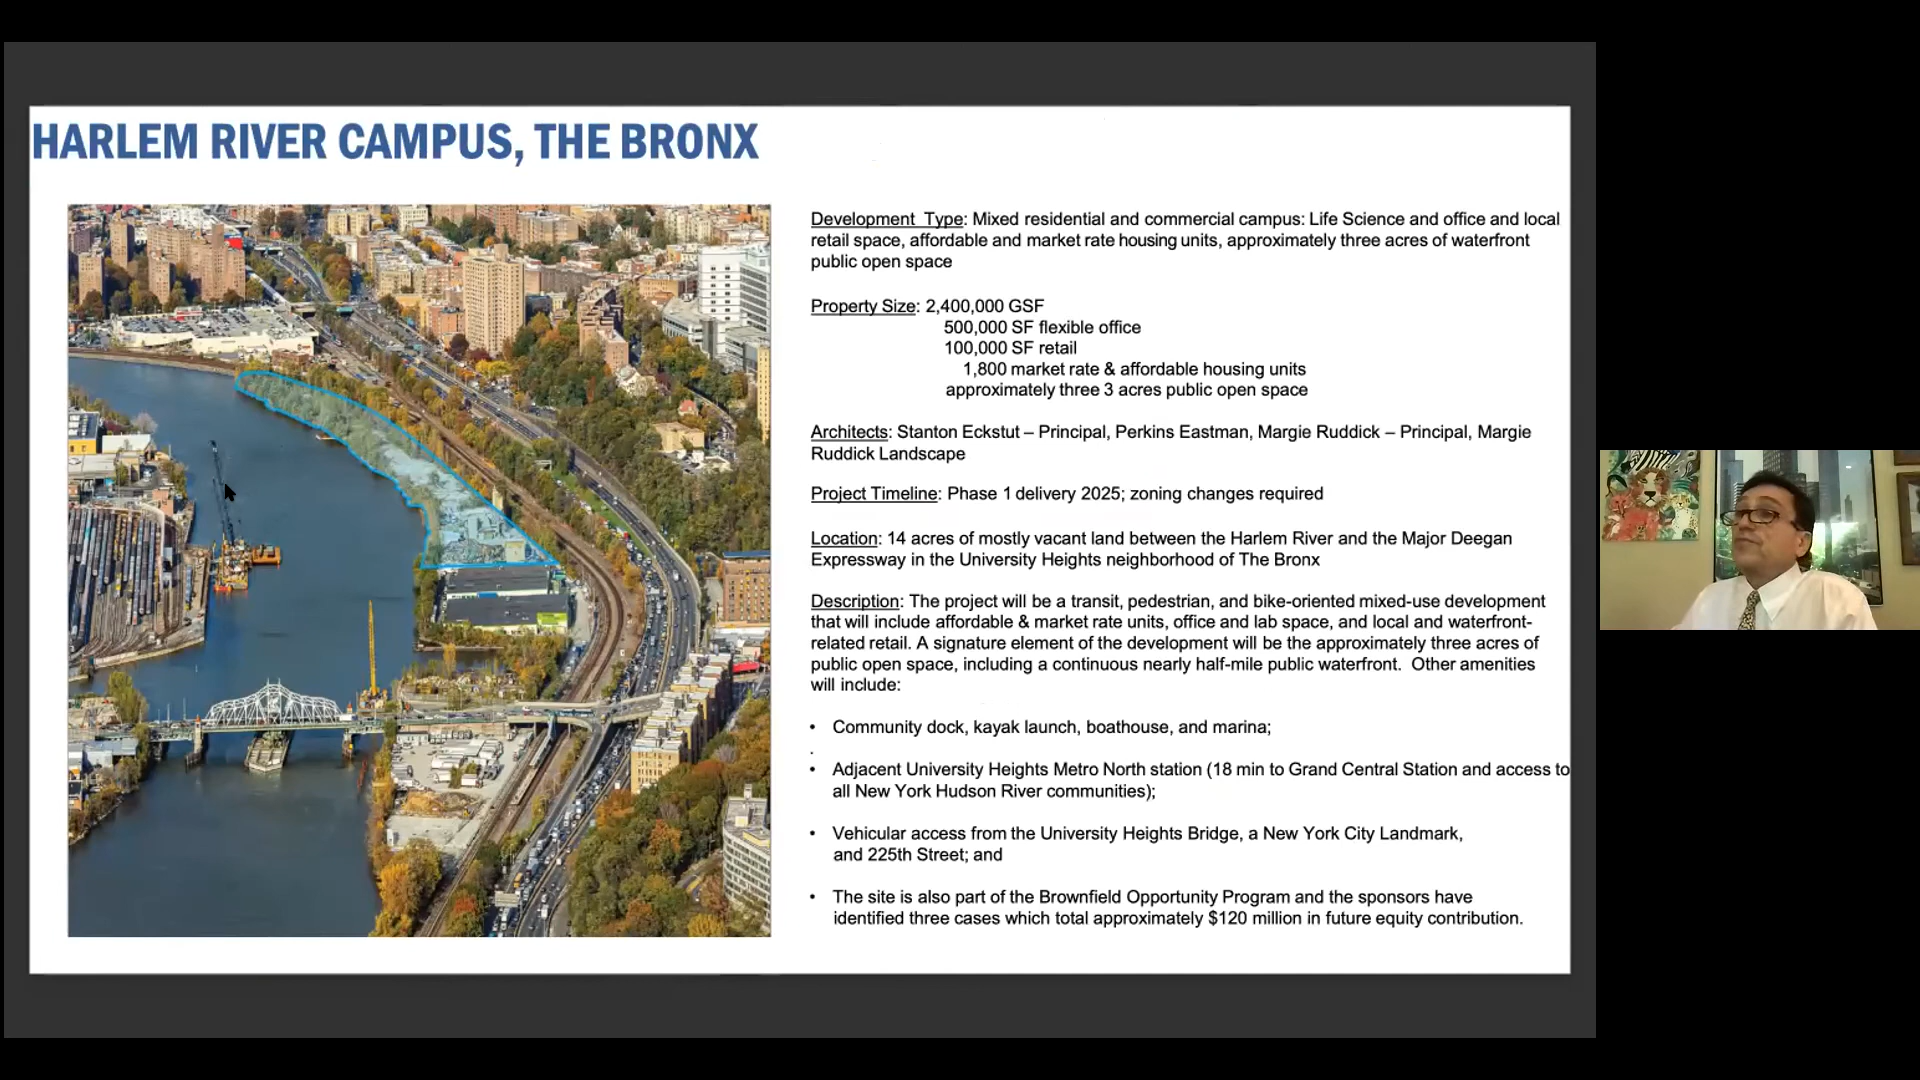 HARLEM RIVER CAMPUS, THE BRONX
Development Type: Mixed residential and commercial campus: Life Science and office and local
retail space, affordable and market rate housing units, approximately three acres of waterfront
public open space
Property Size: 2,400,000 GSF
500,000 SF flexible office
100,000 SF retail
1,800 market rate & affordable housing units
approximately three 3 acres public open space
Architects: Stanton Eckstut – Principal, Perkins Eastman, Margie Ruddick – Principal, Margie
Ruddick Landscape
Project Timeline: Phase 1 delivery 2025; zoning changes required
Location: 14 acres of mostly vacant land between the Harlem River and the Major Deegan
Expressway in the University Heights neighborhood of The Bronx
Description: The project will be a transit, pedestrian, and bike-oriented mixed-use development
that will include affordable & market rate units, office and lab space, and local and waterfront-
related retail. A signature element of the development will be the approximately three acres of
public open space, including a continuous nearly half-mile public waterfront. Other amenities
will include:
• Community dock, kayak launch, boathouse, and marina;
• Adjacent University Heights Metro North station (18 min to Grand Central Station and access to
all New York Hudson River communities);
• Vehicular access from the University Heights Bridge, a New York City Landmark,
and 225th Street; and
• The site is also part of the Brownfield Opportunity Program and the sponsors have
identified three cases which total approximately $120 million in future equity contribution.